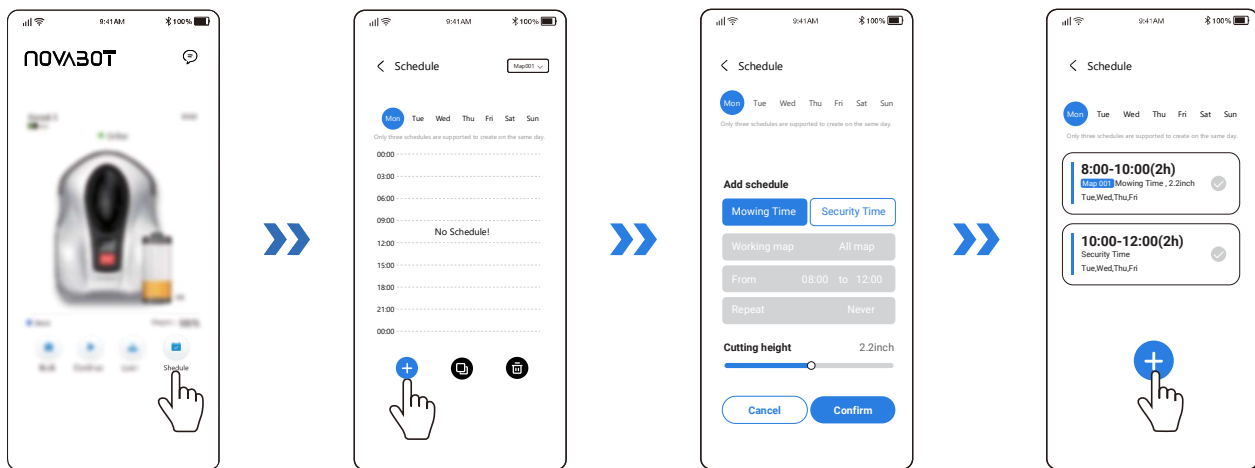 9:41AM
100%
NOVABOT
Shedule
9:41AM
100%
Schedule
Map001
Mon Tue Wed Thu Fri Sat Sun
Only three schedules are supported to create on the same day.
00:00
03:00
06:00
09:00
No Schedule!
12:00
15:00
18:00
21:00
00:00
9:41AM
100%
Schedule
Mon Tue Wed Thu Fri Sat Sun
Only three schedules are supported to create on the same day.
Add schedule
Mowing Time Security Time
Working map All map
From 08:00 to 12:00
Repeat Never
Cutting height 2.2inch
Cancel Confirm
9:41AM
100%
Schedule
Mon Tue Wed Thu Fri Sat Sun
Only three schedules are supported to create on the same day.
8:00-10:00(2h)
Map 001 Mowing Time , 2.2inch
Tue,Wed,Thu,Fri
10:00-12:00(2h)
Security Time
Tue,Wed,Thu,Fri